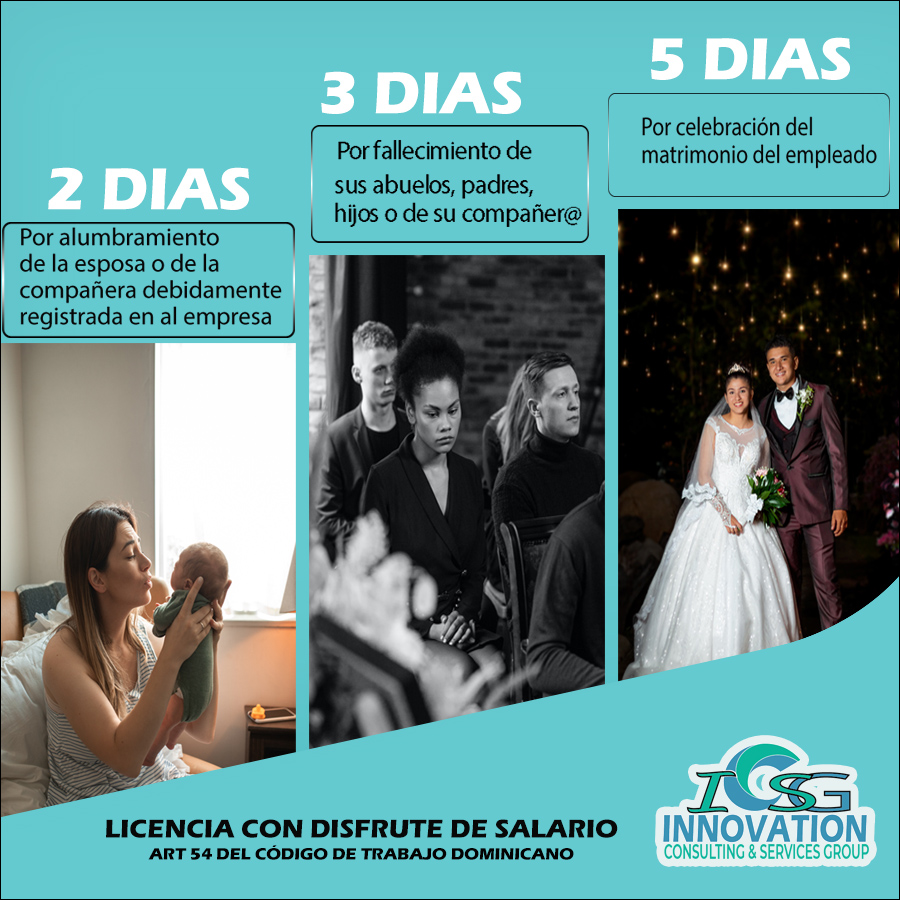 2 DIAS
Por alumbramiento
de la esposa o de la
compañera debidamente
registrada en al empresa
3 DIAS
Por fallecimiento de
sus abuelos, padres,
hijos o de su compañer@
5 DIAS
Por celebración del
matrimonio del empleado
LICENCIA CON DISFRUTE DE SALARIO
ART 54 DEL CÓDIGO DE TRABAJO DOMINICANO
ICSG
INNOVATION
CONSULTING & SERVICES GROUP